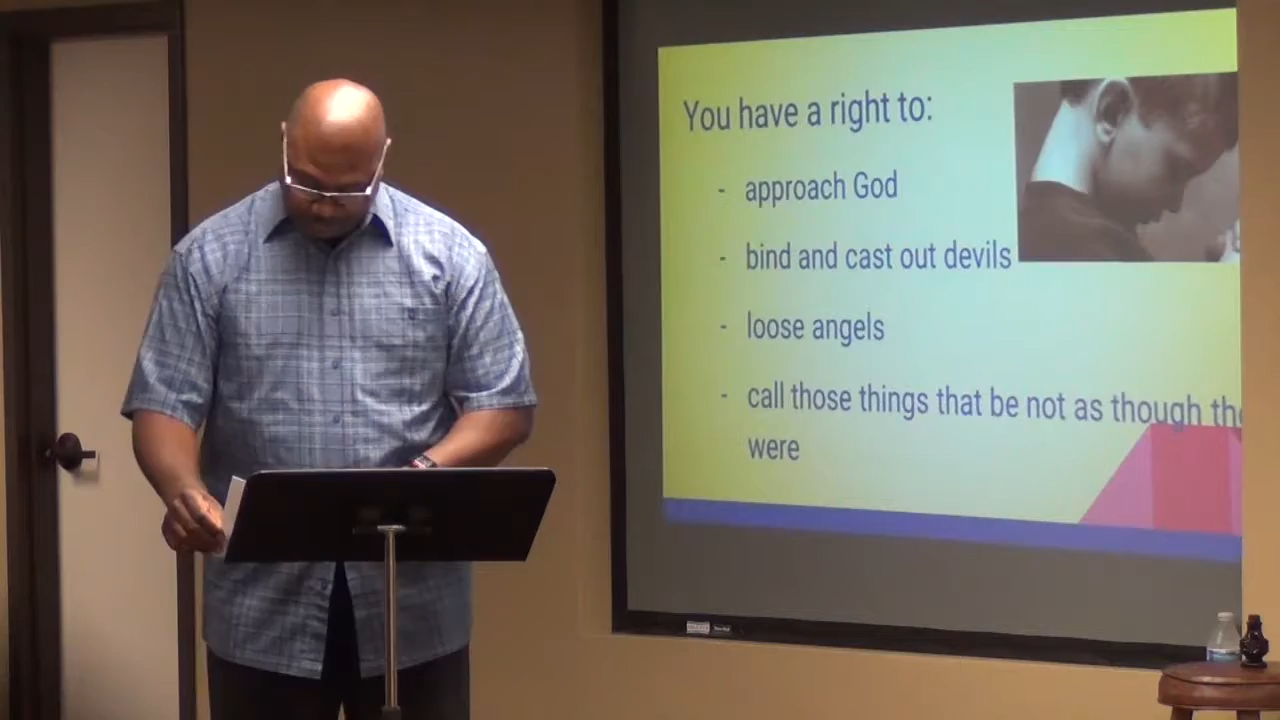 You have a right to:
- approach God
- bind and cast out devils
- loose angels
- call those things that be not as though the
were